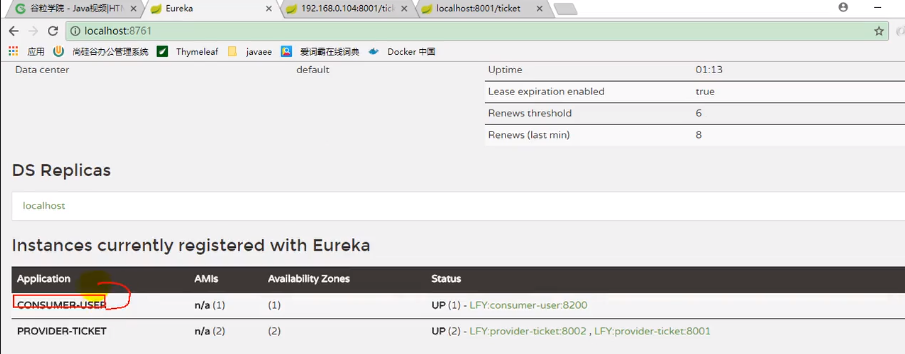 谷粒学院 - Java视频|HT
Eureka
192.168.0.104:8001/tic
localhost:8001/ticket
localhost:8761
应用
尚硅谷办公管理系统
Thymeleaf
javaee
爱词霸在线词典
Docker 中国
Data center default Uptime 01:13
Lease expiration enabled true
Renews threshold 6
Renews (last min) 8
DS Replicas
localhost
Instances currently registered with Eureka
Application AMIs Availability Zones Status
CONSUMER-USER n/a (1) (1) UP (1) - LFY:consumer-user:8200
PROVIDER-TICKET n/a (2) (2) UP (2) - LFY:provider-ticket:8002 , LFY:provider-ticket:8001